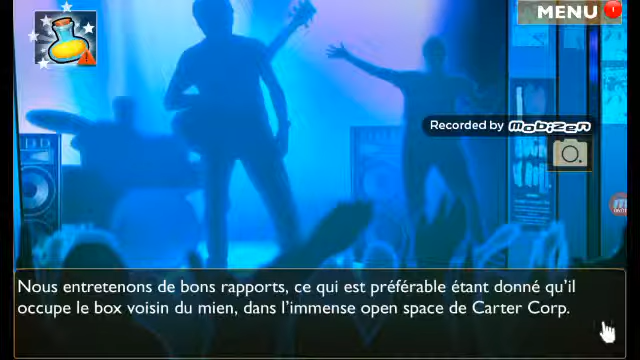 MENU
Recorded by mobizen
Nous entretenons de bons rapports, ce qui est préférable étant donné qu'il
occupe le box voisin du mien, dans l'immense open space de Carter Corp.